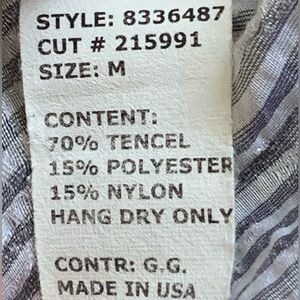 STYLE: 8336487
CUT # 215991
SIZE: M
CONTENT:
70% TENCEL
15% POLYESTER
15% NYLON
HANG DRY ONLY
CONTR: G.G.
MADE IN USA